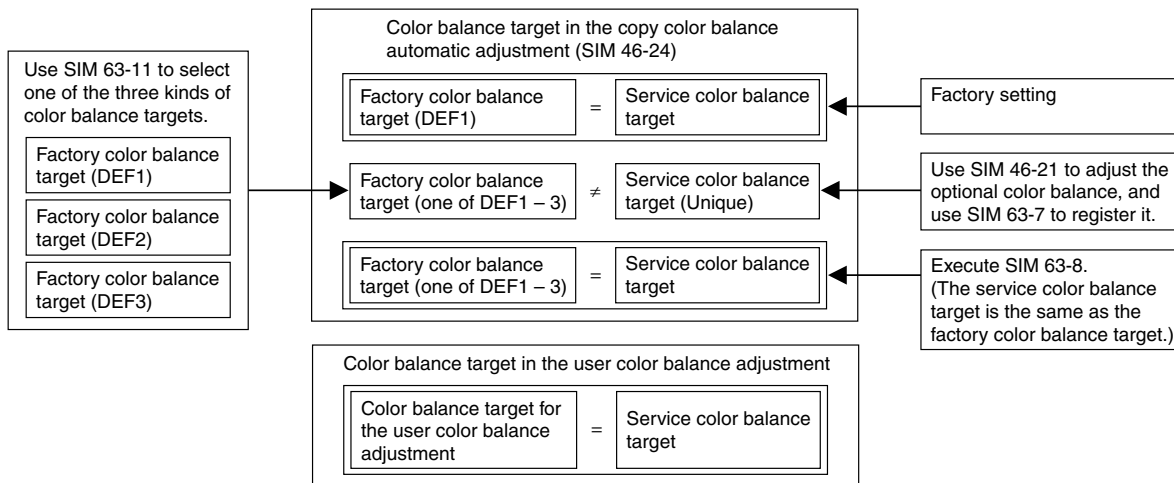 Use SIM 63-11 to select
one of the three kinds of
color balance targets.
Factory color balance
target (DEF1)
Factory color balance
target (DEF2)
Factory color balance
target (DEF3)
Color balance target in the copy color balance
automatic adjustment (SIM 46-24)
Factory color balance
target (DEF1)
=
Service color balance
target
Factory color balance
target (one of DEF1 – 3)
≠
Service color balance
target (Unique)
Factory color balance
target (one of DEF1 – 3)
=
Service color balance
target
Factory setting
Use SIM 46-21 to adjust the
optional color balance, and
use SIM 63-7 to register it.
Execute SIM 63-8.
(The service color balance
target is the same as the
factory color balance target.)
Color balance target in the user color balance adjustment
Color balance target for
the user color balance
adjustment
=
Service color balance
target